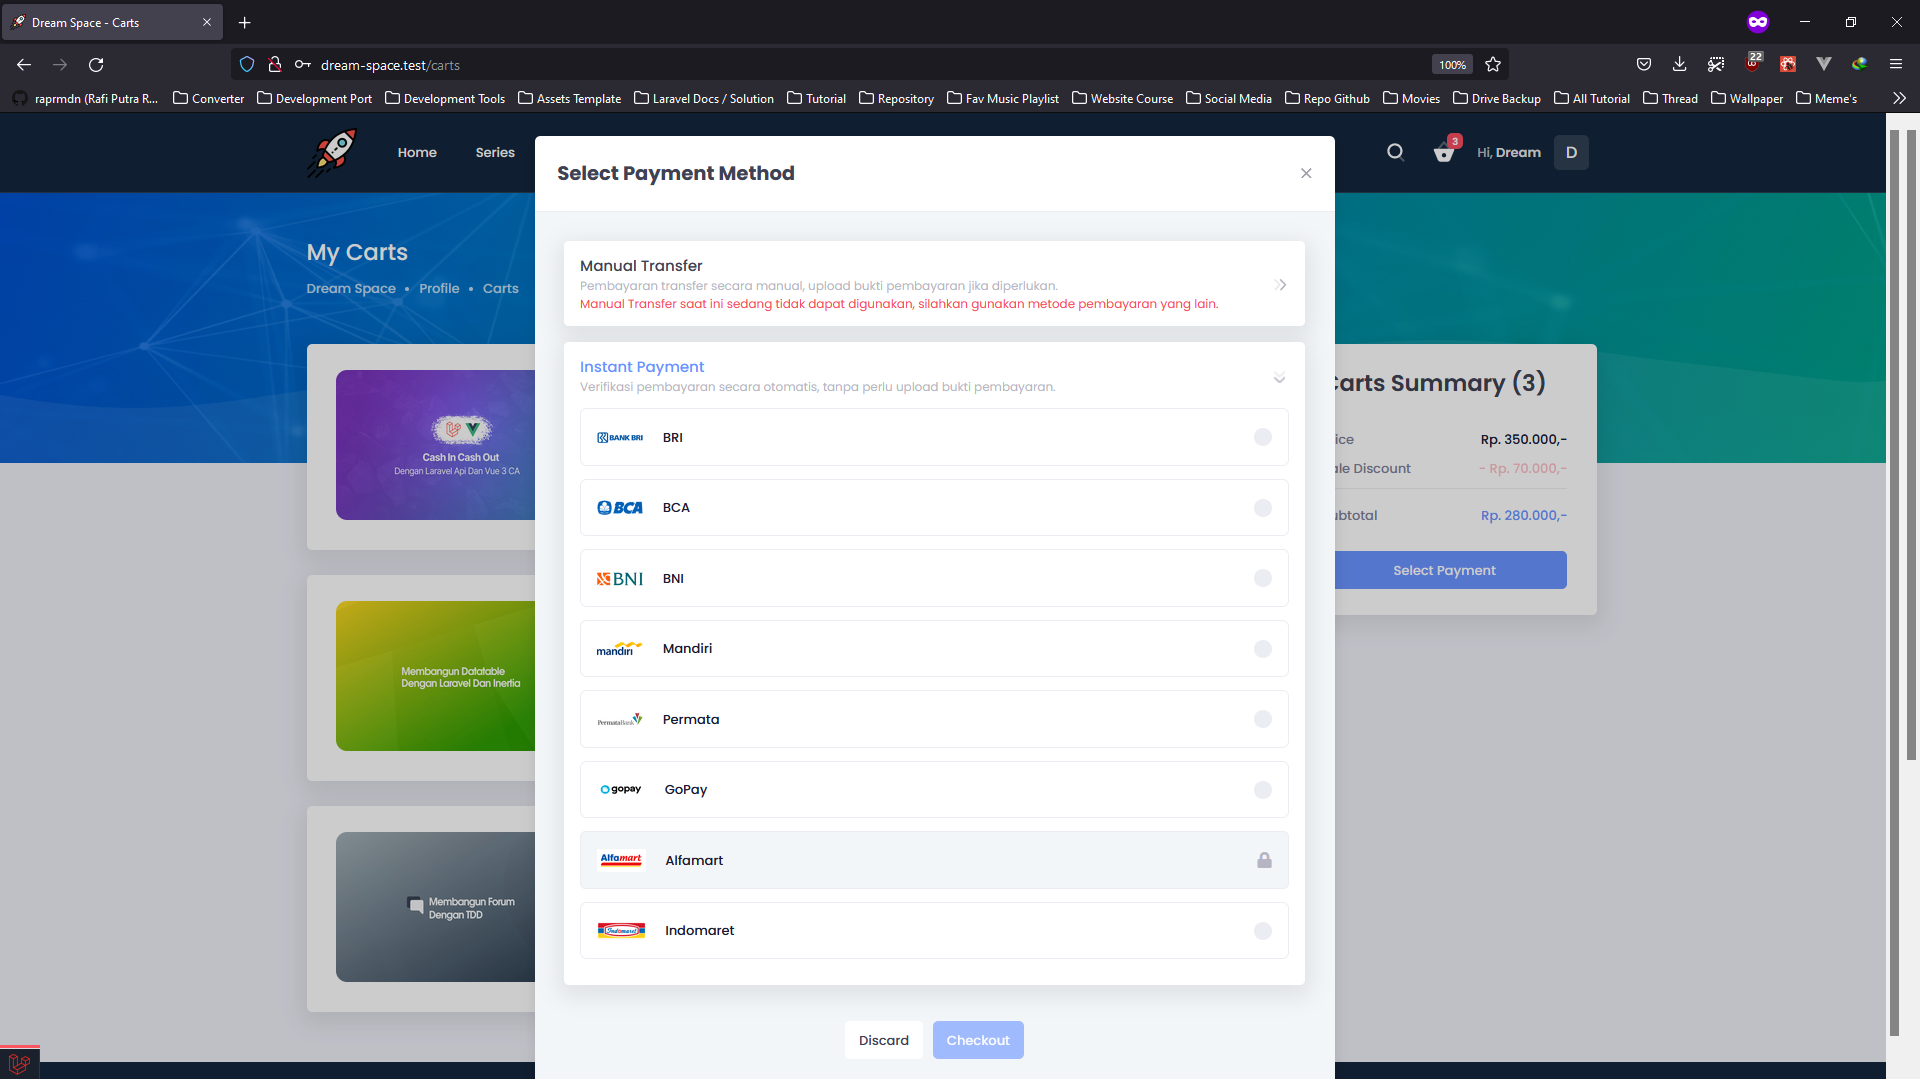 Dream Space - Carts
dream-space.test/carts
100%
22
raprmdn (Rafi Putra R...
Converter
Development Port
Development Tools
Assets Template
Laravel Docs / Solution
Tutorial
Repository
Fav Music Playlist
Website Course
Social Media
Repo Github
Movies
Drive Backup
All Tutorial
Thread
Wallpaper
Meme's
Home
Series
3
Hi, Dream
D
My Carts
Dream Space • Profile • Carts
Cash In Cash Out
Dengan Laravel Api Dan Vue 3 CA
Membangun Datatable
Dengan Laravel Dan Inertia
Membangun Forum
Dengan TDD
Select Payment Method
Manual Transfer
Pembayaran transfer secara manual, upload bukti pembayaran jika diperlukan.
Manual Transfer saat ini sedang tidak dapat digunakan, silahkan gunakan metode pembayaran yang lain.
Instant Payment
Verifikasi pembayaran secara otomatis, tanpa perlu upload bukti pembayaran.
BANK BRI BRI
BCA BCA
BNI BNI
mandiri Mandiri
PermataBank Permata
gopay GoPay
Alfamart Alfamart
Indomaret Indomaret
Discard
Checkout
arts Summary (3)
ice Rp. 350.000,-
ale Discount - Rp. 70.000,-
ubtotal Rp. 280.000,-
Select Payment